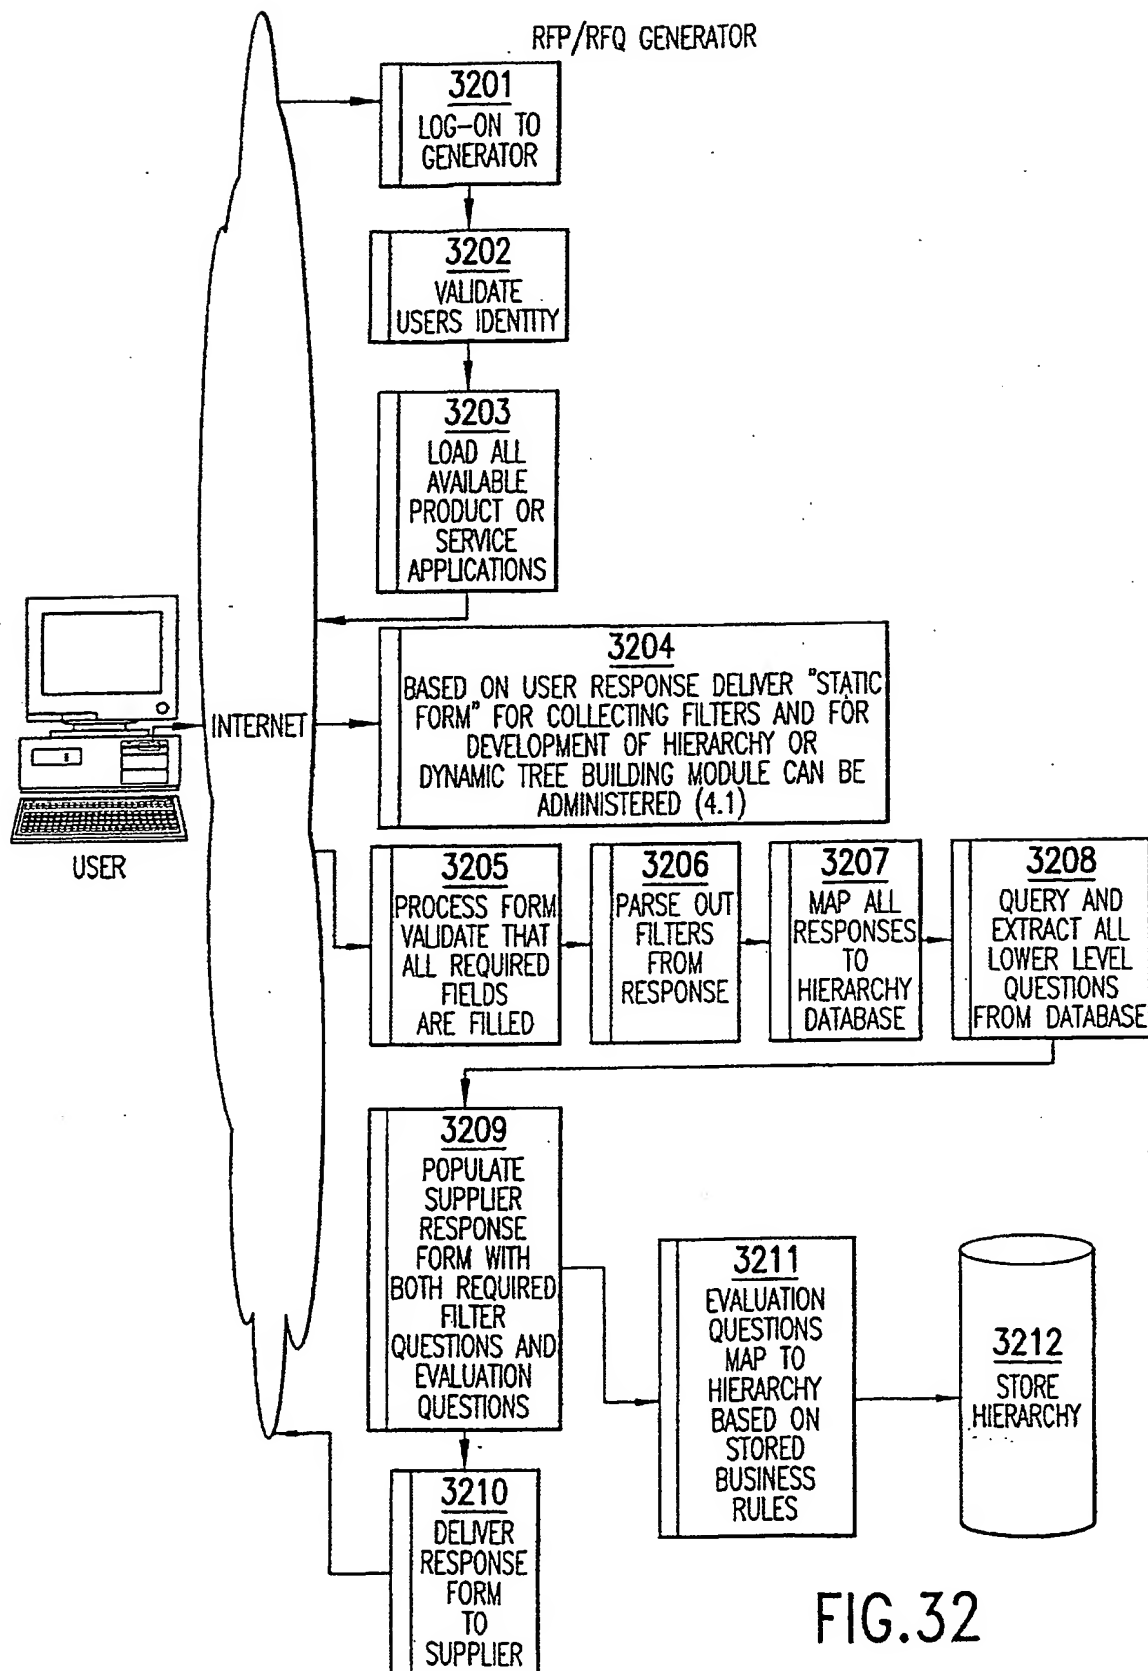 RFP/RFQ GENERATOR
3201
LOG-ON TO
GENERATOR
3202
VALIDATE
USERS IDENTITY
3203
LOAD ALL
AVAILABLE
PRODUCT OR
SERVICE
APPLICATIONS
3204
BASED ON USER RESPONSE DELIVER "STATIC
FORM" FOR COLLECTING FILTERS AND FOR
DEVELOPMENT OF HIERARCHY OR
DYNAMIC TREE BUILDING MODULE CAN BE
ADMINISTERED (4.1)
INTERNET
USER
3205
PROCESS FORM
VALIDATE THAT
ALL REQUIRED
FIELDS
ARE FILLED
3206
PARSE OUT
FILTERS
FROM
RESPONSE
3207
MAP ALL
RESPONSES
TO
HIERARCHY
DATABASE
3208
QUERY AND
EXTRACT ALL
LOWER LEVEL
QUESTIONS
FROM DATABASE
3209
POPULATE
SUPPLIER
RESPONSE
FORM WITH
BOTH REQUIRED
FILTER
QUESTIONS AND
EVALUATION
QUESTIONS
3211
EVALUATION
QUESTIONS
MAP TO
HIERARCHY
BASED ON
STORED
BUSINESS
RULES
3212
STORE
HIERARCHY
3210
DELIVER
RESPONSE
FORM
TO
SUPPLIER
FIG.32